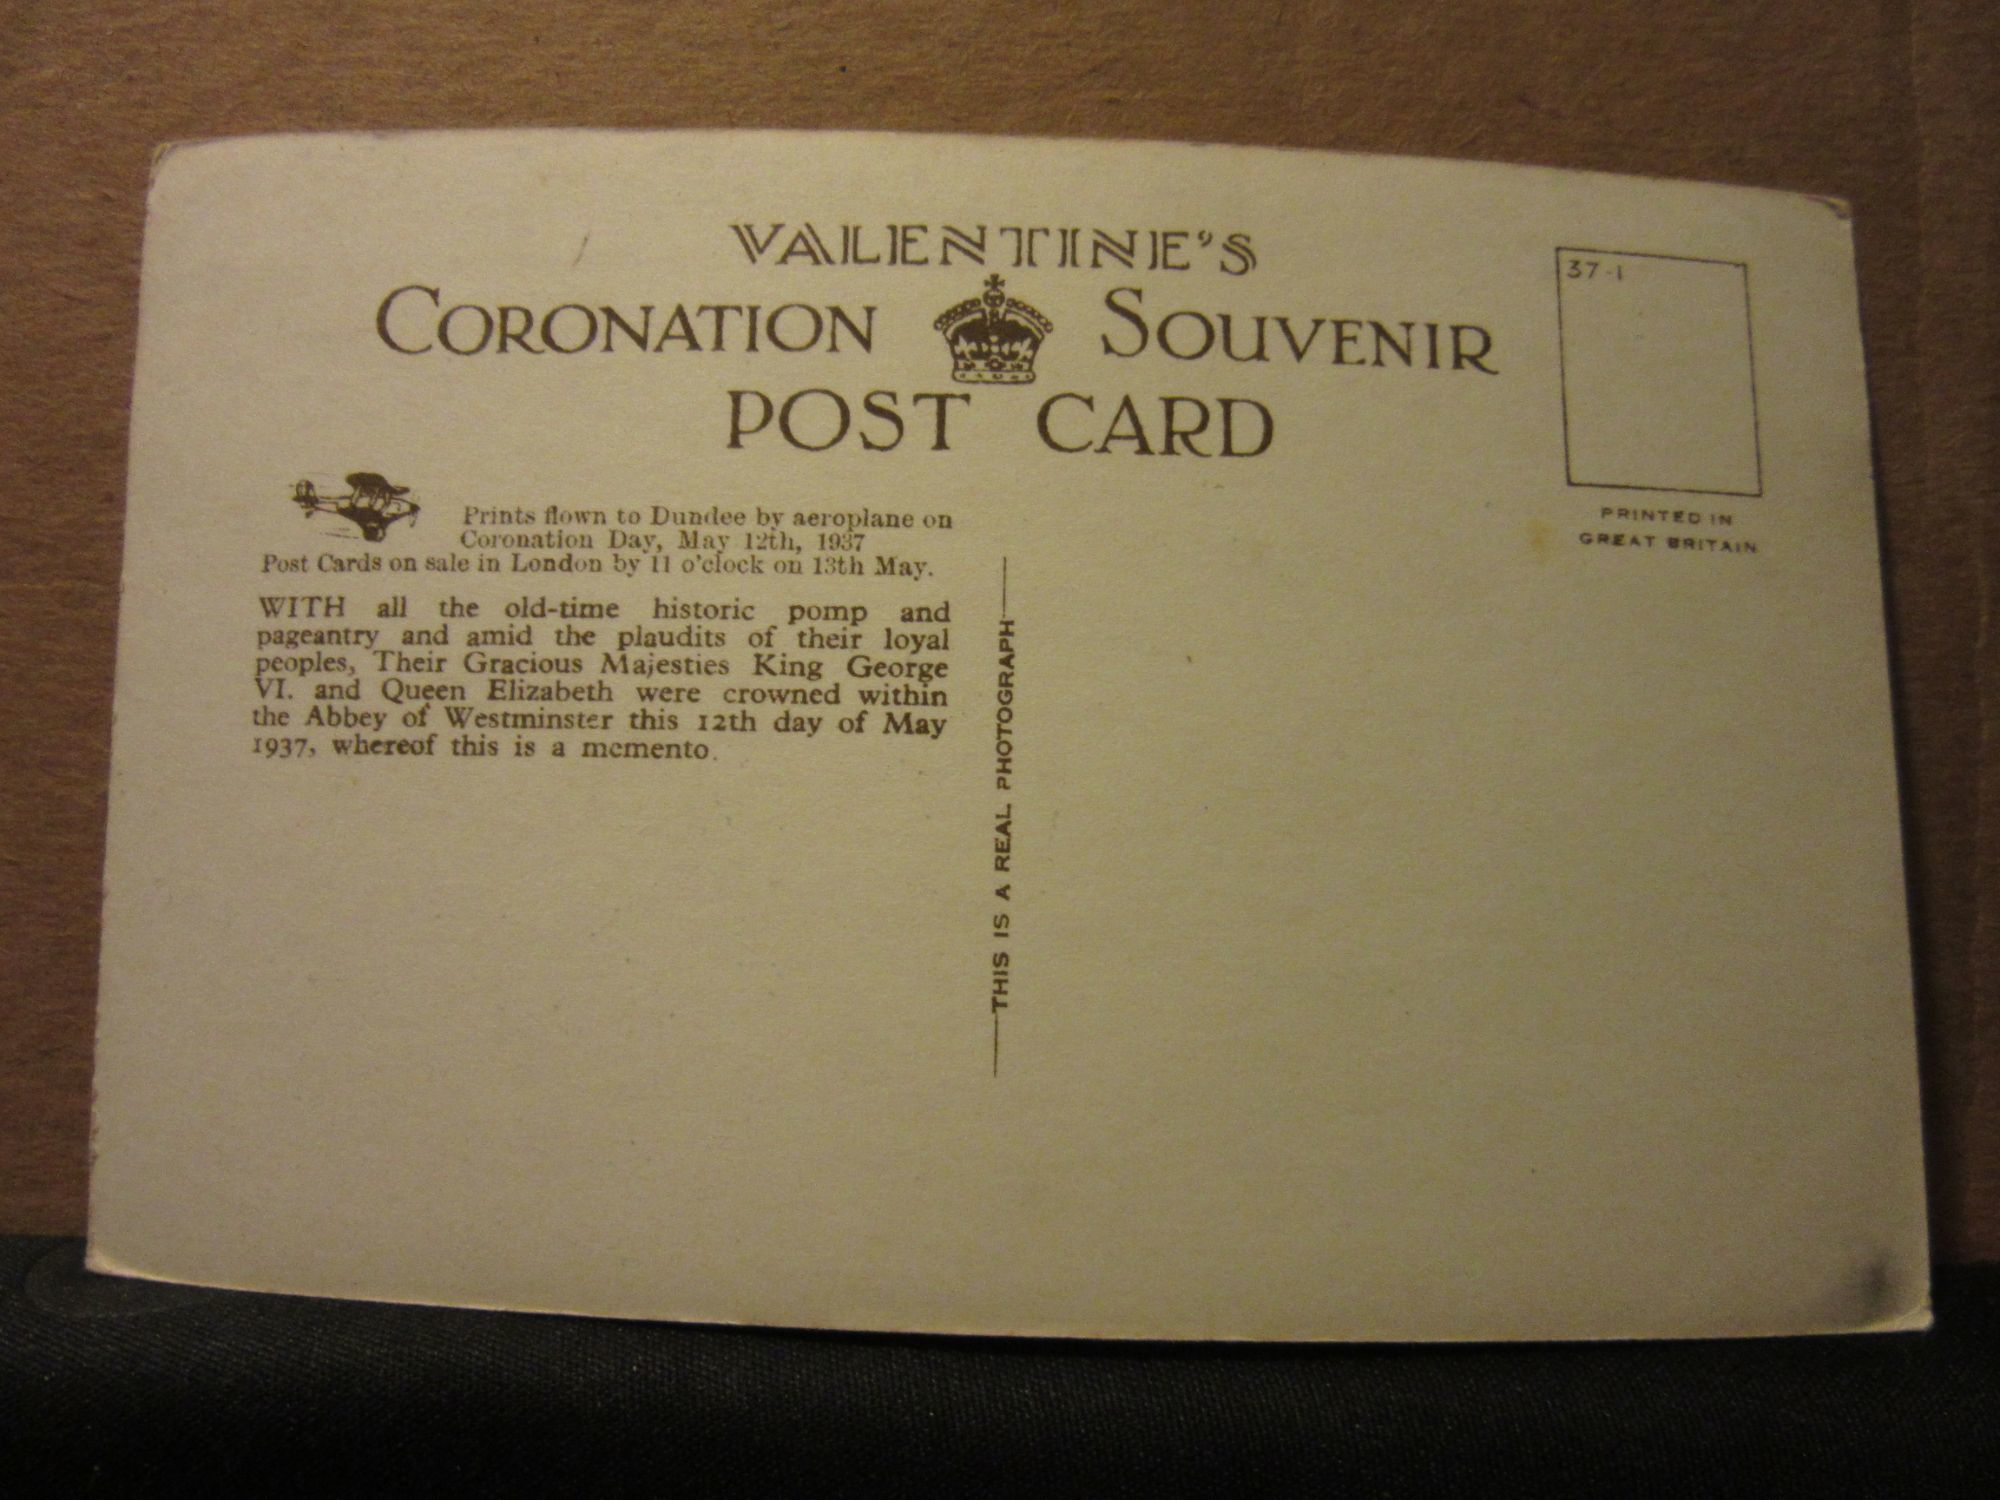 VALENTINE'S
CORONATION SOUVENIR
POST CARD
37-1
PRINTED IN
GREAT BRITAIN
Prints flown to Dundee by aeroplane on
Coronation Day, May 12th, 1937
Post Cards on sale in London by 11 o'clock on 13th May.
WITH all the old-time historic pomp and
pageantry and amid the plaudits of their loyal
peoples, Their Gracious Majesties King George
VI. and Queen Elizabeth were crowned within
the Abbey of Westminster this 12th day of May
1937, whereof this is a memento.
THIS IS A REAL PHOTOGRAPH